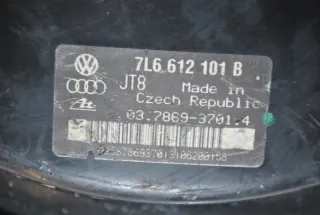 7L6 612 101 B
JT8 Made in
Czech Republic
03.7869-3701.4